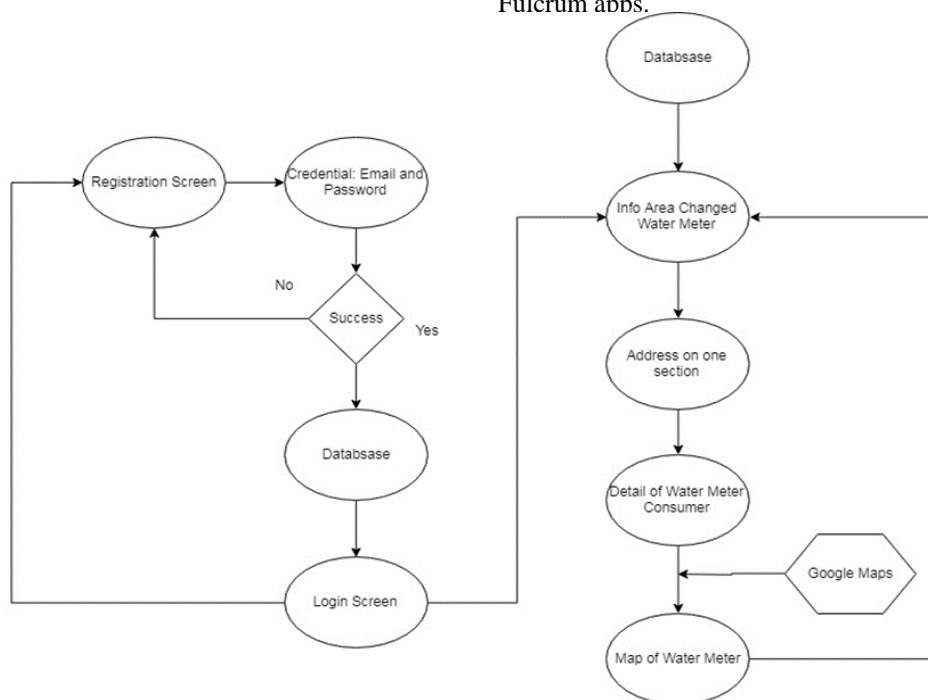 Fulcrum apps.
Databsase
Registration Screen
Credential: Email and
Password
Info Area Changed
Water Meter
No
Success
Yes
Address on one
section
Databsase
Detail of Water Meter
Consumer
Google Maps
Login Screen
Map of Water Meter